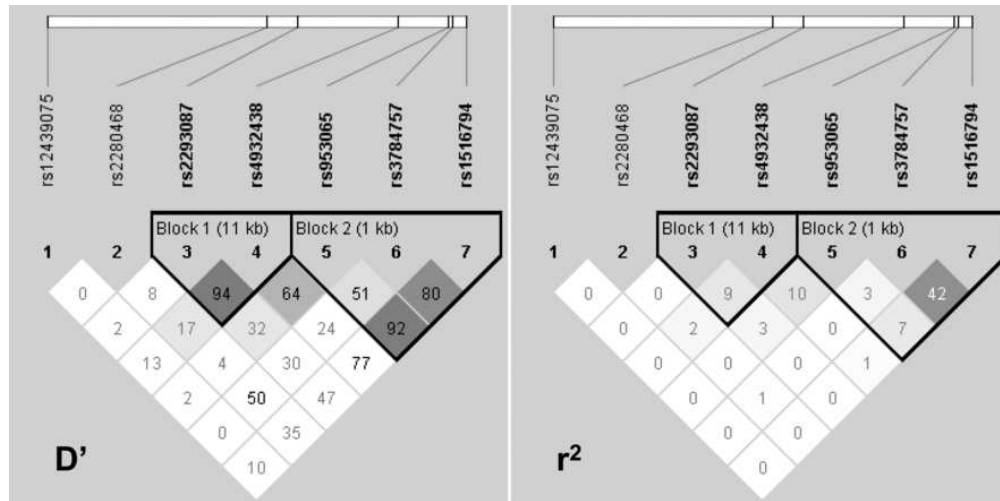 rs12439075
rs2280468
rs2293087
rs4932438
rs953065
rs3784757
rs1516794
Block 1 (11 kb) Block 2 (1 kb)
1 2 3 4 5 6 7
0 8 94 64 51 80
2 17 32 24 92
13 4 30 77
2 50 47
0 35
10
D’
rs12439075
rs2280468
rs2293087
rs4932438
rs953065
rs3784757
rs1516794
Block 1 (11 kb) Block 2 (1 kb)
1 2 3 4 5 6 7
0 0 9 10 3 42
0 2 3 0 7
0 0 0 1
0 1 0
0 0
0
r²